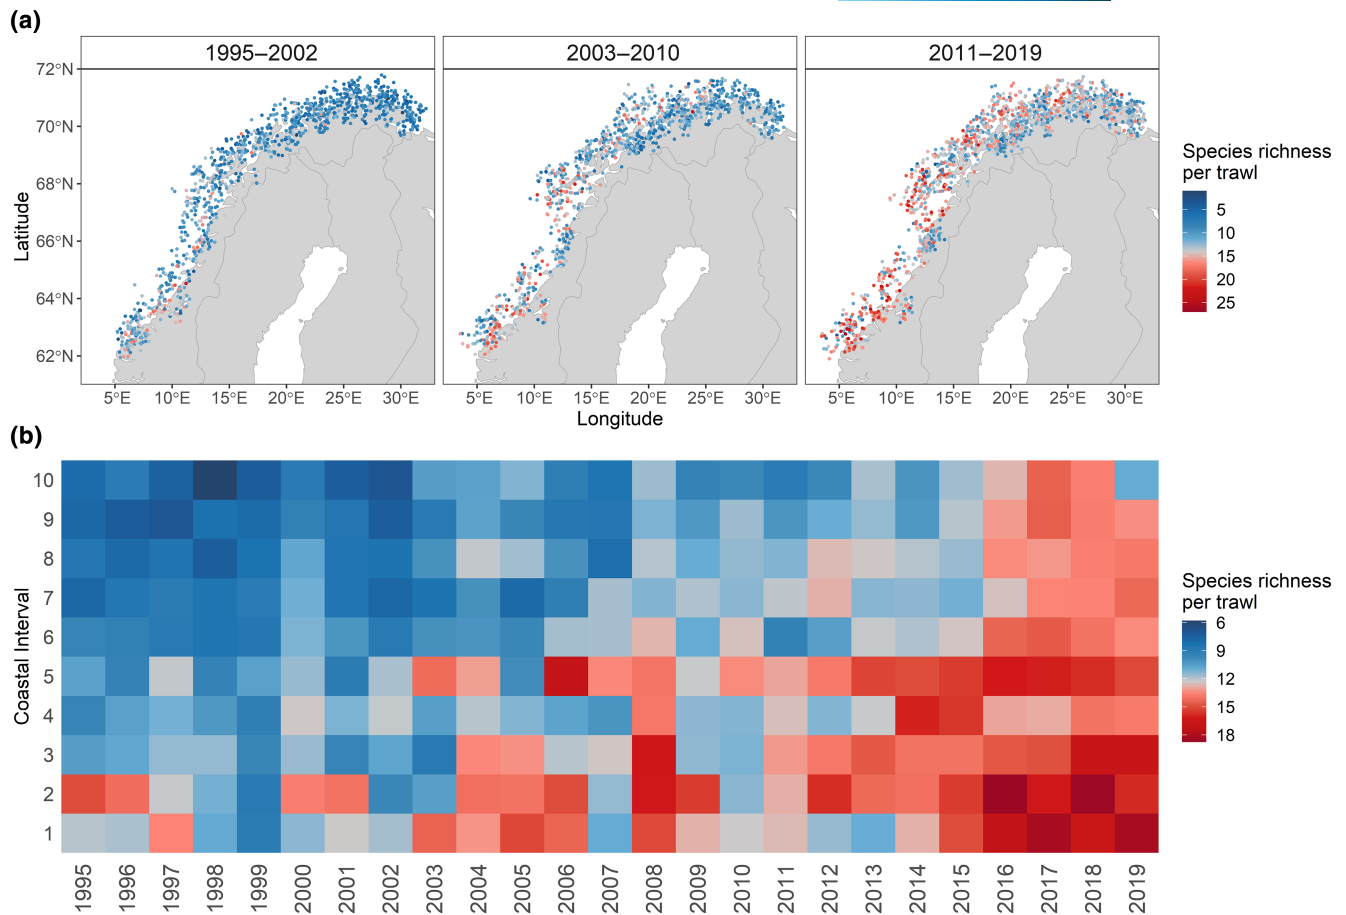 (a)
1995–2002
2003–2010
2011–2019
72°N
70°N
68°N
66°N
64°N
62°N
Latitude
5°E 10°E 15°E 20°E 25°E 30°E
5°E 10°E 15°E 20°E 25°E 30°E
5°E 10°E 15°E 20°E 25°E 30°E
Longitude
Species richness
per trawl
5
10
15
20
25
(b)
10
9
8
7
6
5
4
3
2
1
Coastal Interval
1995 1996 1997 1998 1999 2000 2001 2002 2003 2004 2005 2006 2007 2008 2009 2010 2011 2012 2013 2014 2015 2016 2017 2018 2019
Species richness
per trawl
6
9
12
15
18